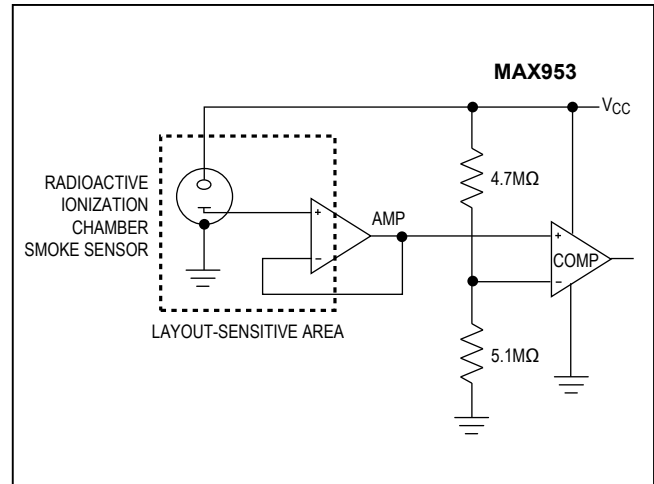 MAX953
VCC
RADIOACTIVE
IONIZATION
CHAMBER
SMOKE SENSOR
4.7MΩ
+
-
AMP
+
COMP
-
LAYOUT-SENSITIVE AREA
5.1MΩ